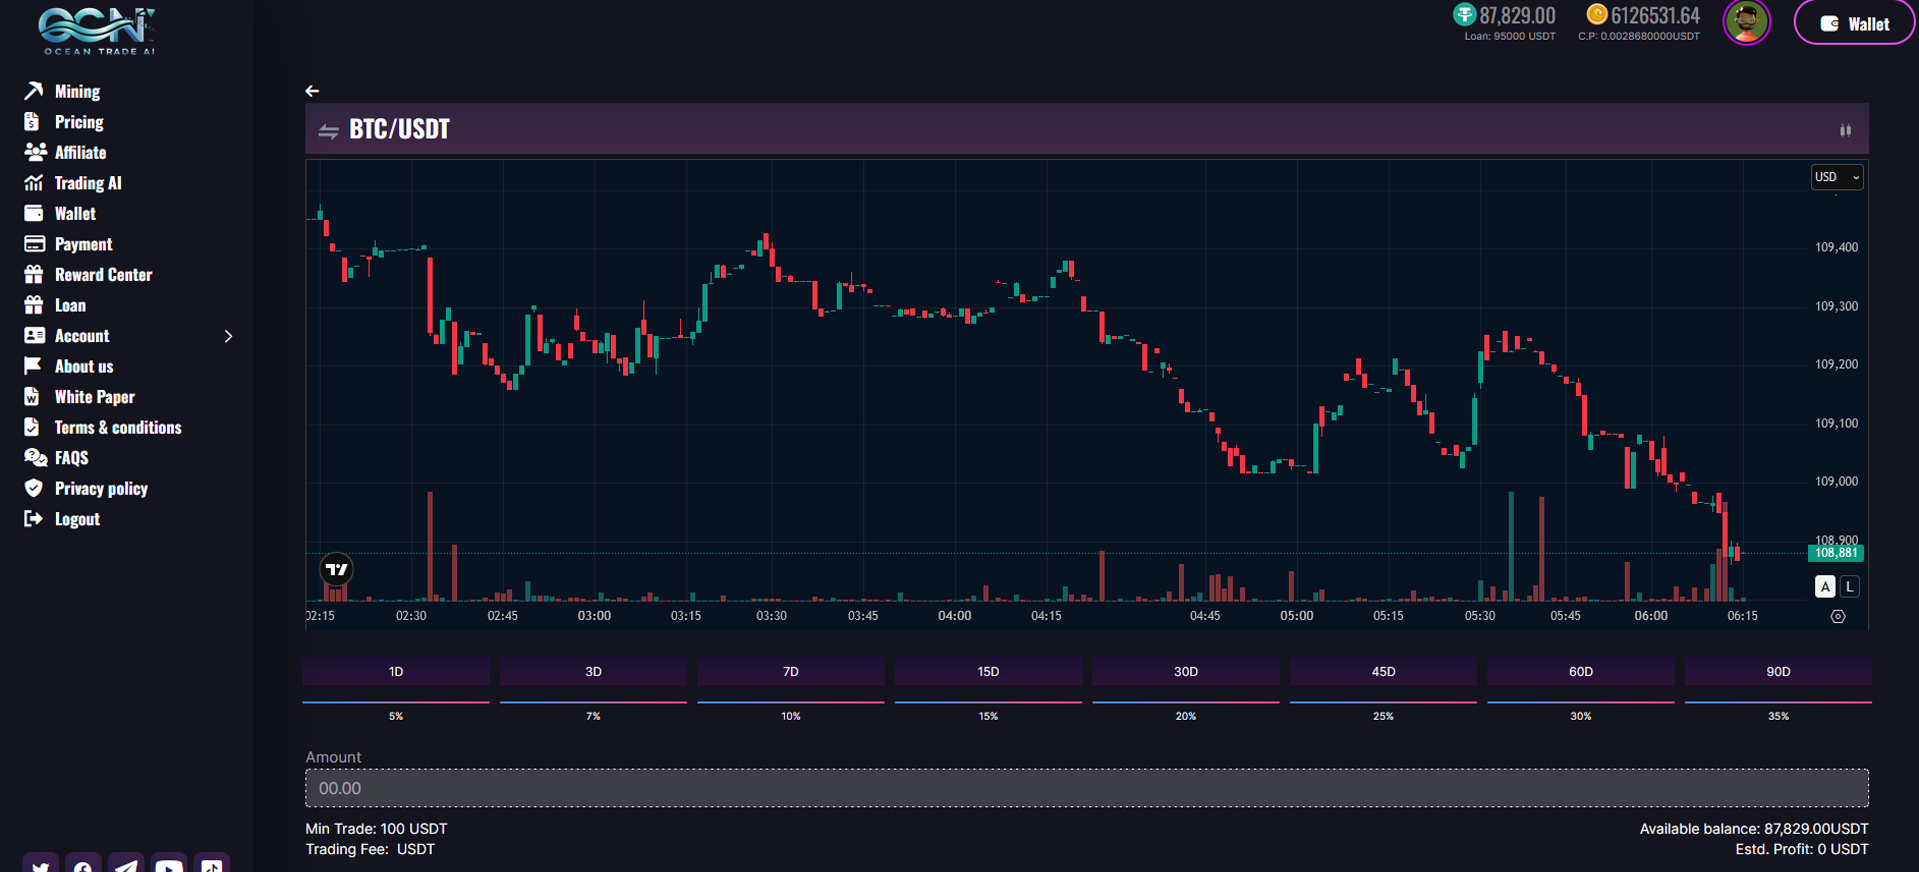 OCN
OCEAN TRADE AI
87,829.00
Loan: 95000 USDT
6126531.64
C.P: 0.0028680000USDT
Wallet
Mining
Pricing
Affiliate
Trading AI
Wallet
Payment
Reward Center
Loan
Account
About us
White Paper
Terms & conditions
FAQS
Privacy policy
Logout
BTC/USDT
USD
109,400
109,300
109,200
109,100
109,000
108,900
108,881
A L
02:15 02:30 02:45 03:00 03:15 03:30 03:45 04:00 04:15 04:45 05:00 05:15 05:30 05:45 06:00 06:15
1D 3D 7D 15D 30D 45D 60D 90D
5% 7% 10% 15% 20% 25% 30% 35%
Amount
00.00
Min Trade: 100 USDT
Available balance: 87,829.00USDT
Trading Fee: USDT
Estd. Profit: 0 USDT